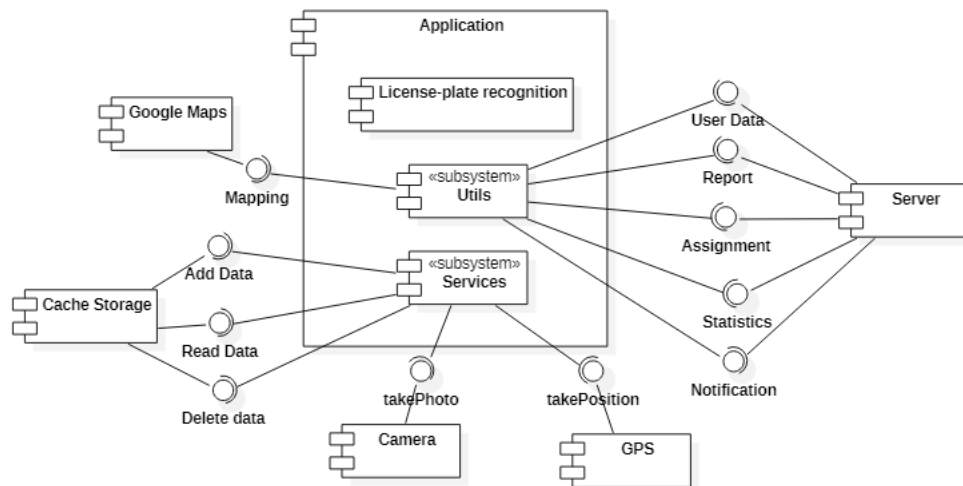 Application
License-plate recognition
Google Maps
Mapping
«subsystem»
Utils
User Data
Report
Server
Assignment
Add Data
«subsystem»
Services
Cache Storage
Statistics
Read Data
Notification
Delete data
takePhoto
takePosition
Camera
GPS